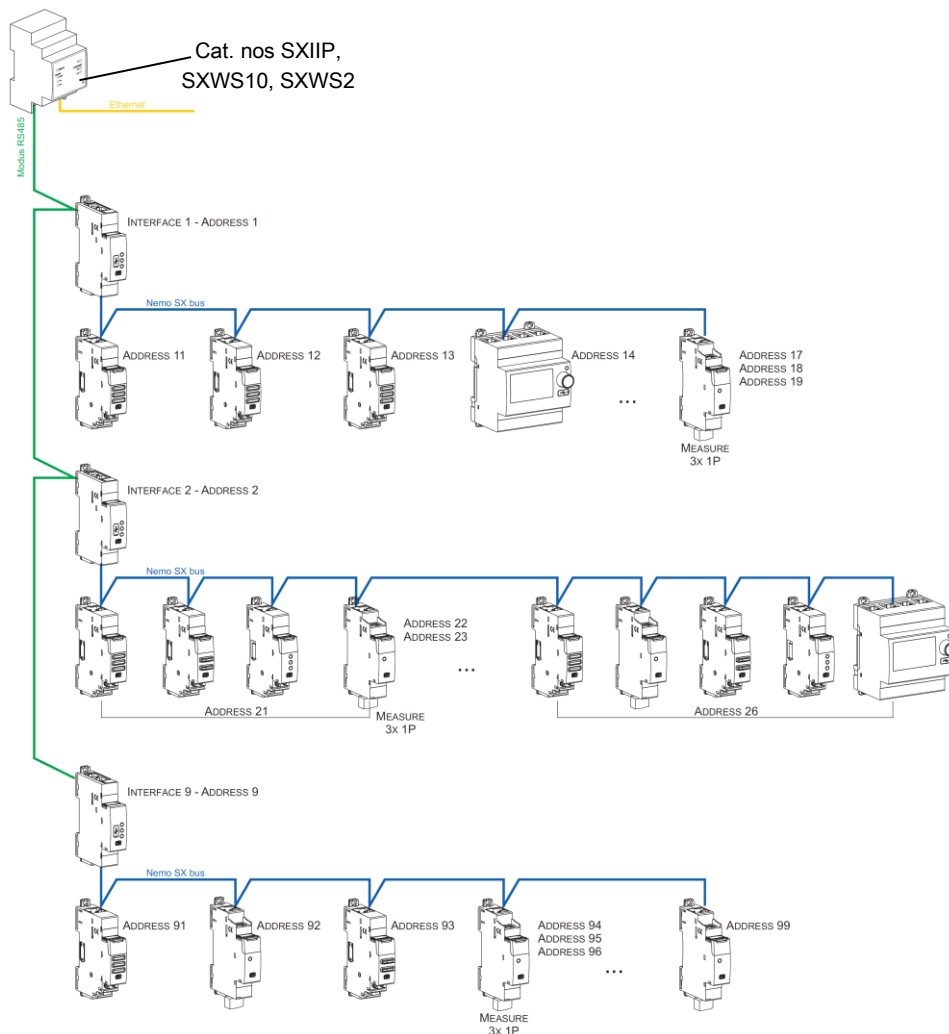 Cat. nos SXIIP,
SXWS10, SXWS2
Ethernet
Modus RS485
INTERFACE 1 - ADDRESS 1
Nemo SX bus
ADDRESS 11
ADDRESS 12
ADDRESS 13
ADDRESS 14
ADDRESS 17
ADDRESS 18
ADDRESS 19
...
MEASURE
3X 1P
INTERFACE 2 - ADDRESS 2
Nemo SX bus
ADDRESS 22
ADDRESS 23
...
ADDRESS 21
ADDRESS 26
MEASURE
3X 1P
INTERFACE 9 - ADDRESS 9
Nemo SX bus
ADDRESS 91
ADDRESS 92
ADDRESS 93
ADDRESS 94
ADDRESS 95
ADDRESS 96
ADDRESS 99
...
MEASURE
3X 1P